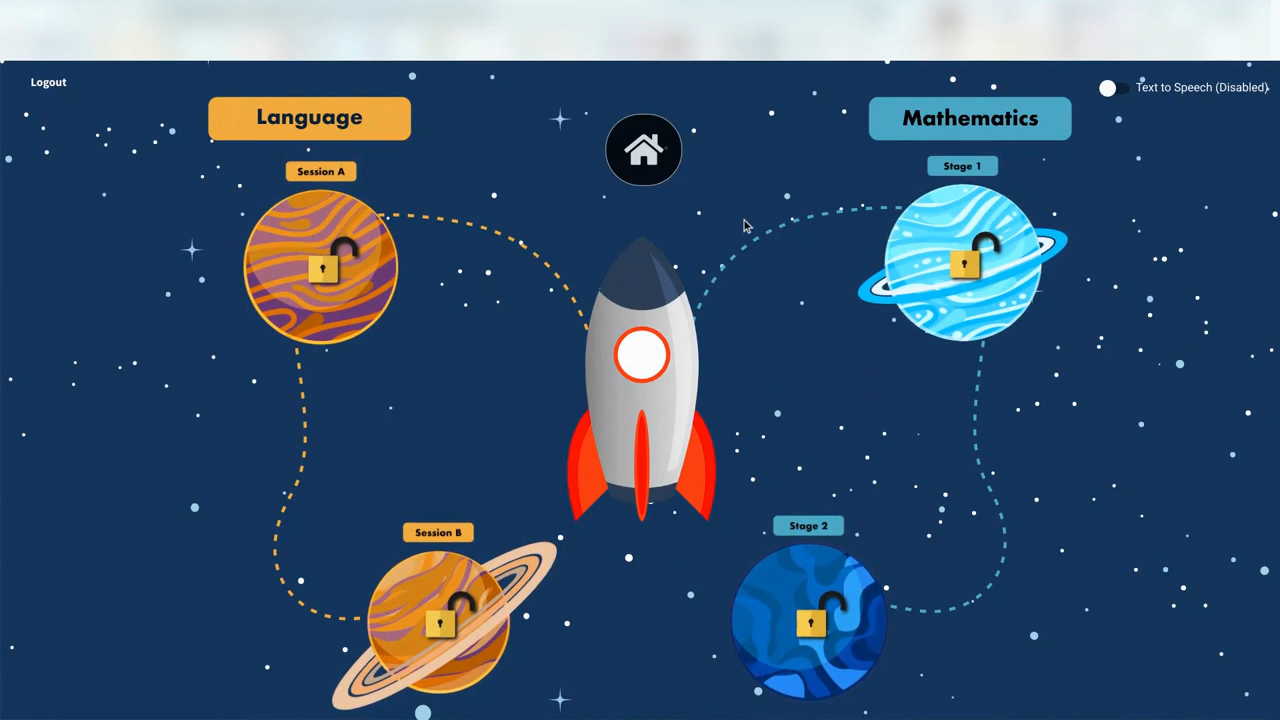 Logout
Text to Speech (Disabled)
Language
Mathematics
Session A
Stage 1
Session B
Stage 2